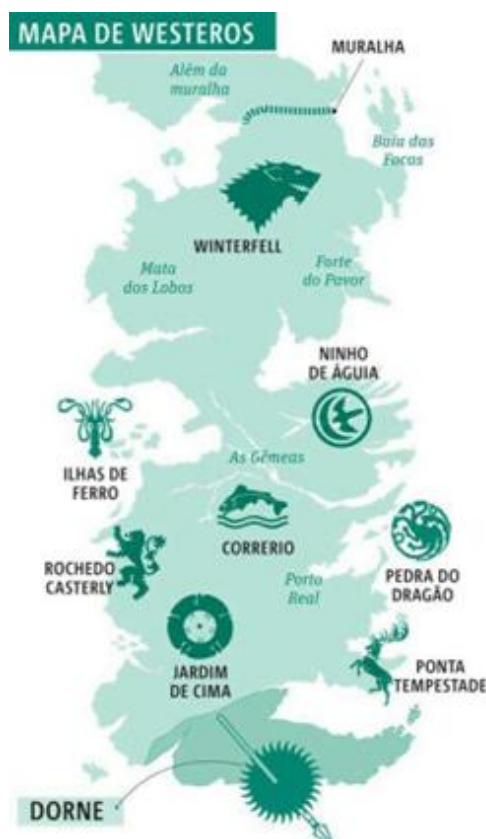 MAPA DE WESTEROS
MURALHA
Além da
muralha
Baía das
Focas
WINTERFELL
Mata
dos Lobos
Forte
do Pavor
NINHO
DE ÁGUIA
ILHAS DE
FERRO
As Gêmeas
CORRERIO
ROCHEDO
CASTERLY
Porto
Real
PEDRA DO
DRAGÃO
JARDIM
DE CIMA
PONTA
TEMPESTADE
DORNE